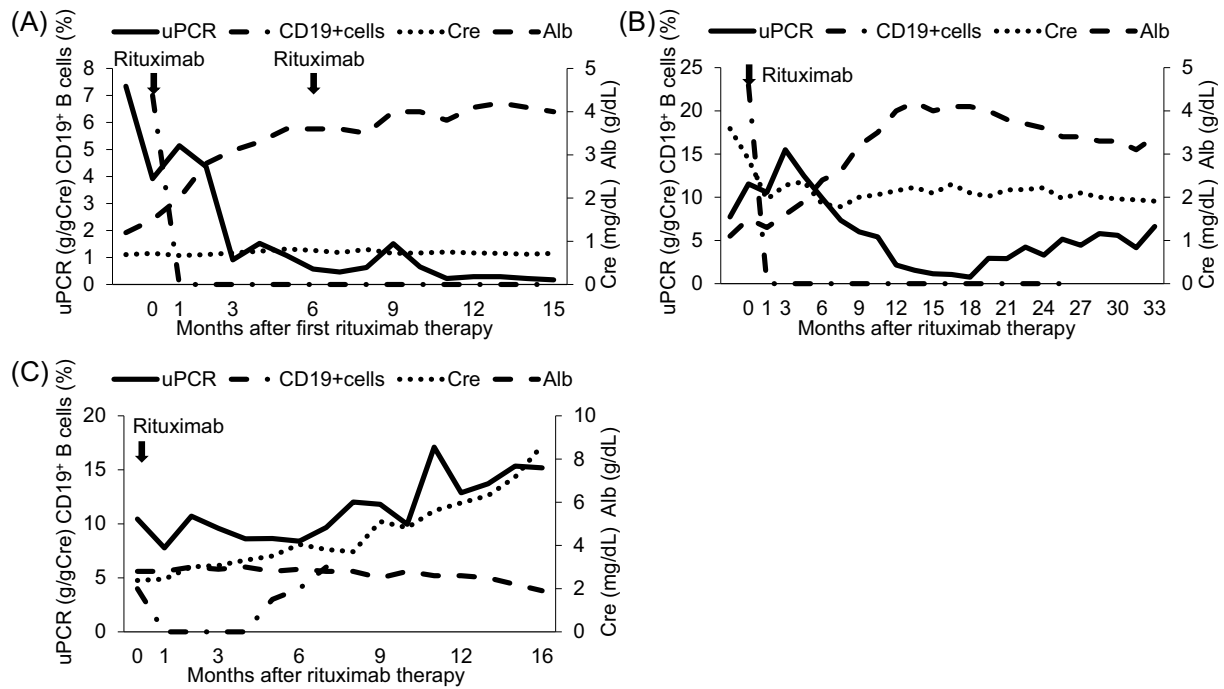 (A)
uPCR CD19+cells Cre Alb
Rituximab Rituximab
uPCR (g/gCre) CD19⁺ B cells (%)
8
7
6
5
4
3
2
1
0
5
4
3
2
1
0
Cre (mg/dL) Alb (g/dL)
0 1 3 6 9 11 13 15
Months after first rituximab therapy
(B)
uPCR CD19+cells Cre Alb
Rituximab
uPCR (g/gCre) CD19⁺ B cells (%)
25
20
15
10
5
0
5
4
3
2
1
0
Cre (mg/dL) Alb (g/dL)
0 1 3 6 9 12 15 18 21 24 27 30 33
Months after rituximab therapy
(C)
uPCR CD19+cells Cre Alb
Rituximab
uPCR (g/gCre) CD19⁺ B cells (%)
20
15
10
5
0
10
8
6
4
2
0
Cre (mg/dL) Alb (g/dL)
0 1 3 6 9 12 16
Months after rituximab therapy